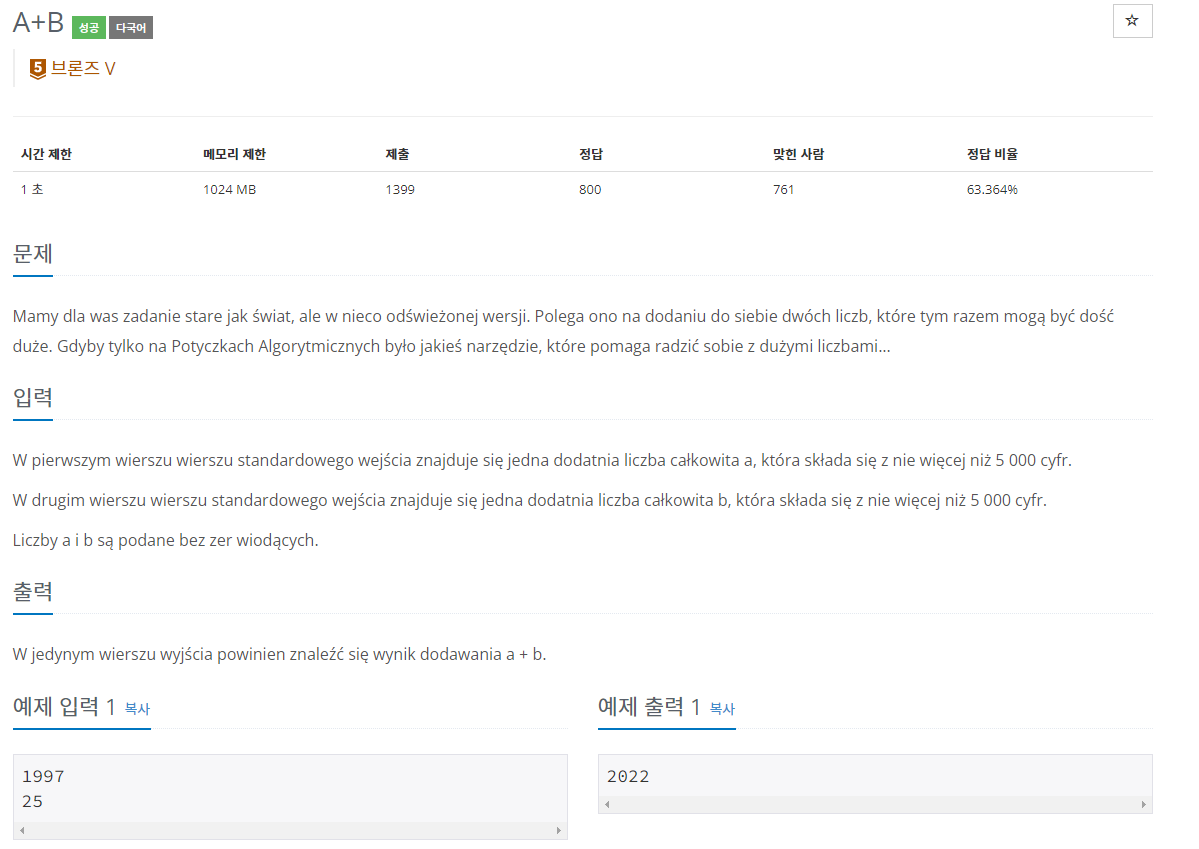 A+B 성공 다국어
☆
5 브론즈 V
시간 제한 메모리 제한 제출 정답 맞힌 사람 정답 비율
1 초 1024 MB 1399 800 761 63.364%
문제
Mamy dla was zadanie stare jak świat, ale w nieco odświeżonej wersji. Polega ono na dodaniu do siebie dwóch liczb, które tym razem mogą być dość
duże. Gdyby tylko na Potyczkach Algorytmicznych było jakieś narzędzie, które pomaga radzić sobie z dużymi liczbami...
입력
W pierwszym wierszu wierszu standardowego wejścia znajduje się jedna dodatnia liczba całkowita a, która składa się z nie więcej niż 5 000 cyfr.
W drugim wierszu wierszu standardowego wejścia znajduje się jedna dodatnia liczba całkowita b, która składa się z nie więcej niż 5 000 cyfr.
Liczby a i b są podane bez zer wiodących.
출력
W jedynym wierszu wyjścia powinien znaleźć się wynik dodawania a + b.
예제 입력 1 복사
1997
25
예제 출력 1 복사
2022